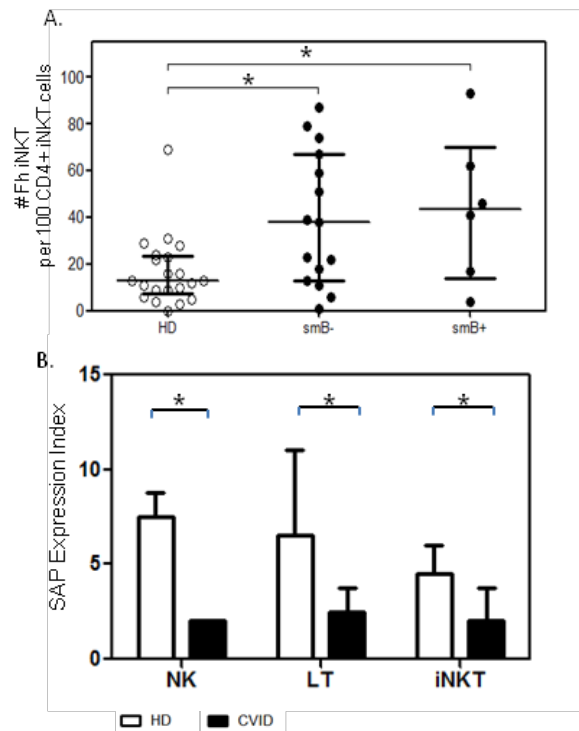 A.
#Fh iNKT
per 100 CD4+ iNKT cells
100
80
60
40
20
0
*
*
HD smB- smB+
B.
SAP Expression Index
15
10
5
0
* * *
NK LT iNKT
HD CVID